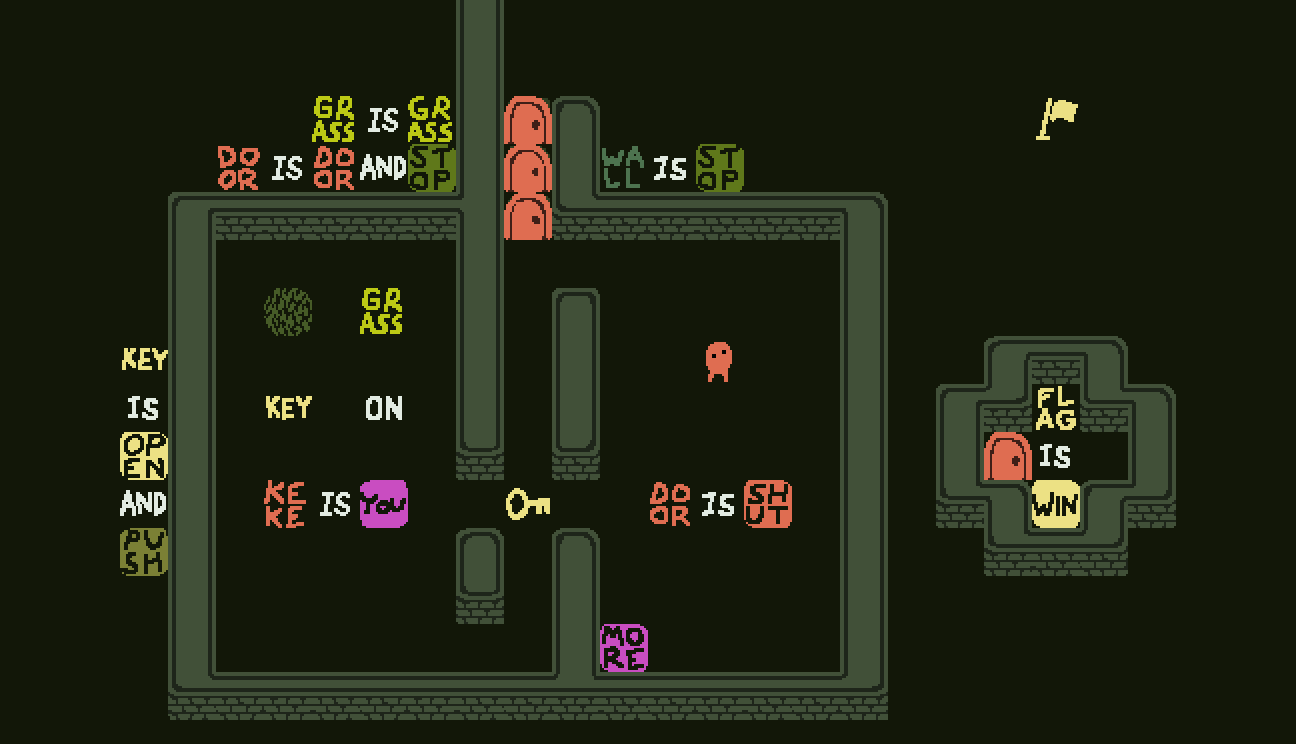 GRASS IS GRASS
DOOR IS DOOR AND STOP
WALL IS STOP
GRASS
KEY
IS
OPEN
AND
PUSH
KEY ON
KEKE IS YOU
DOOR IS SHUT
MORE
FLAG
IS
WIN